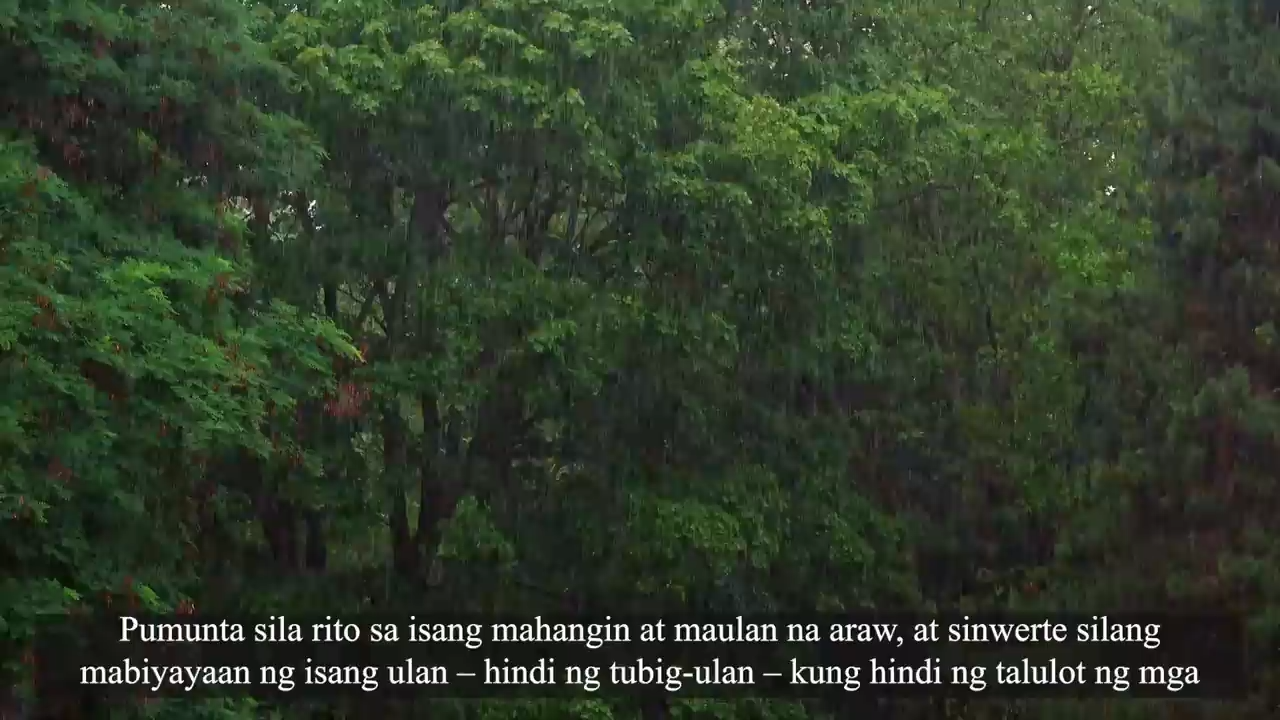 Pumunta sila rito sa isang mahangin at maulan na araw, at sinwerte silang
mabiyayaan ng isang ulan – hindi ng tubig-ulan – kung hindi ng talulot ng mga